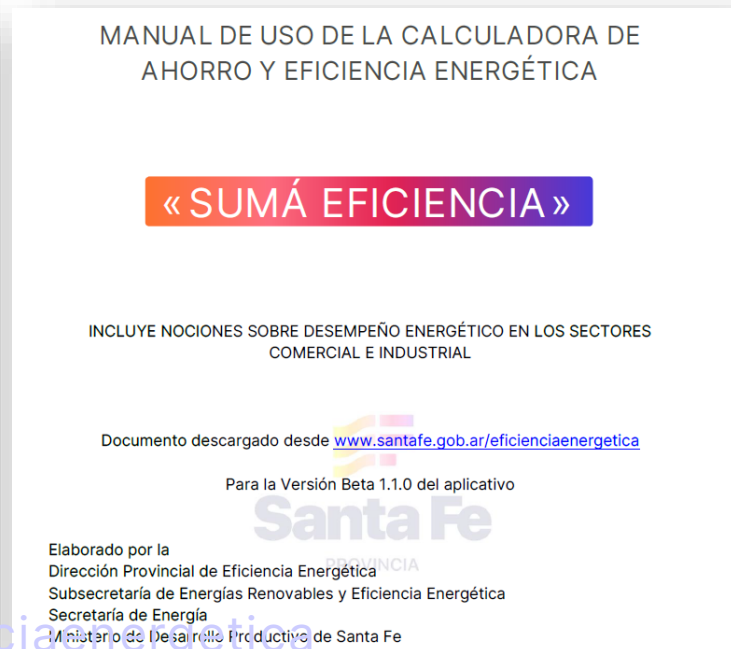 MANUAL DE USO DE LA CALCULADORA DE
AHORRO Y EFICIENCIA ENERGÉTICA
« SUMÁ EFICIENCIA »
INCLUYE NOCIONES SOBRE DESEMPEÑO ENERGÉTICO EN LOS SECTORES
COMERCIAL E INDUSTRIAL
Documento descargado desde www.santafe.gob.ar/eficienciaenergetica
Para la Versión Beta 1.1.0 del aplicativo
Santa Fe
PROVINCIA
Elaborado por la
Dirección Provincial de Eficiencia Energética
Subsecretaría de Energías Renovables y Eficiencia Energética
Secretaría de Energía
Ministerio de Desarrollo Productivo de Santa Fe
ciaenergetica